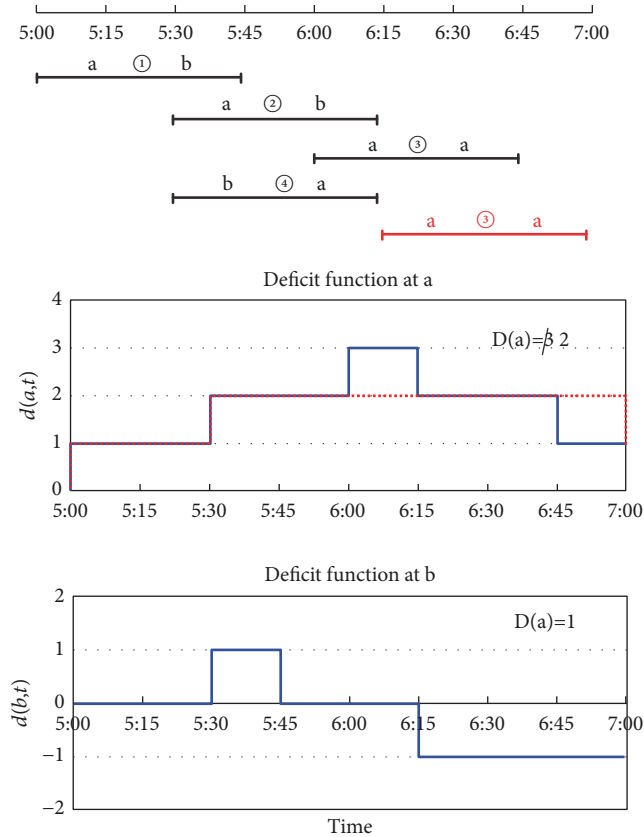 5:00 5:15 5:30 5:45 6:00 6:15 6:30 6:45 7:00
a ① b
a ② b
a ③ a
b ④ a
a ③ a
Deficit function at a
D(a)=3 2
d(a,t)
4
3
2
1
0
5:00 5:15 5:30 5:45 6:00 6:15 6:30 6:45 7:00
Deficit function at b
D(a)=1
d(b,t)
2
1
0
5:00 5:15 5:30 5:45 6:00 6:15 6:30 6:45 7:00
−1
−2
Time